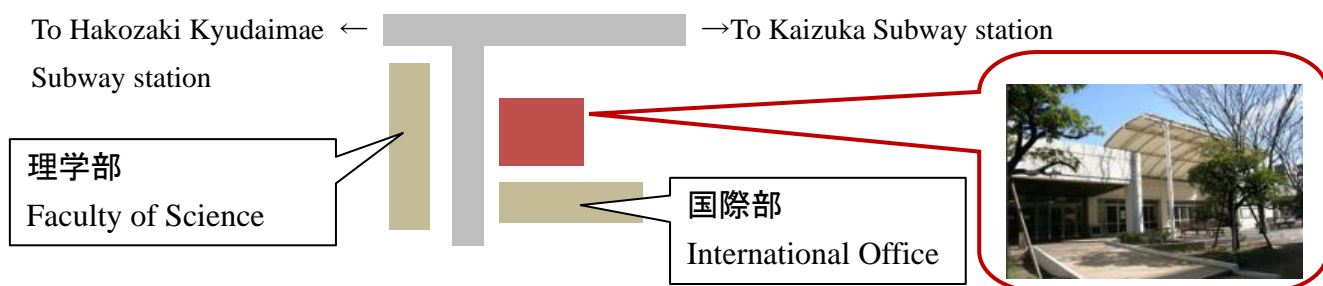 To Hakozaki Kyudaimae ←
Subway station
→To Kaizuka Subway station
理学部
Faculty of Science
国際部
International Office